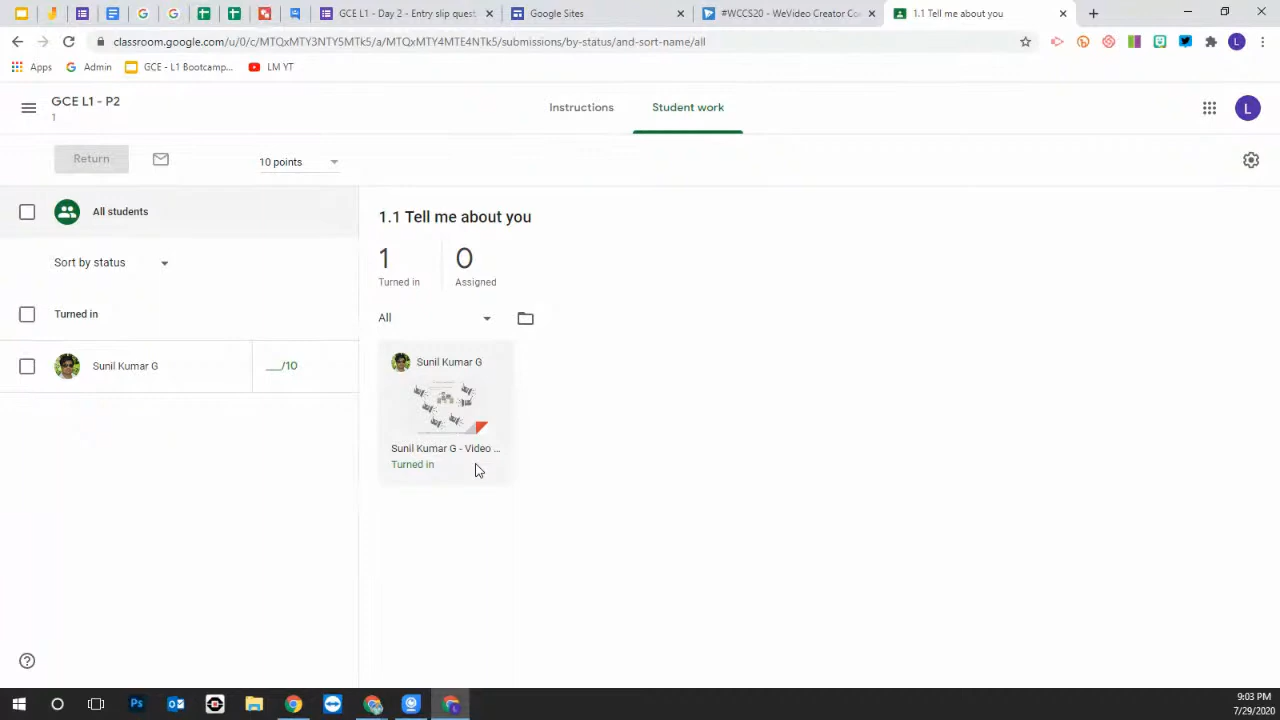 GCE L1 - Day 2 - Entry slip quest
Google Sites
#WCCS20 - WeVideo Creator Co
1.1 Tell me about you
classroom.google.com/u/0/c/MTQxMTY3NTY5MTk5/a/MTQxMTY4MTE4NTk5/submissions/by-status/and-sort-name/all
Apps
Admin
GCE - L1 Bootcamp...
LM YT
GCE L1 - P2
1
Instructions
Student work
L
Return
10 points
All students
1.1 Tell me about you
1
0
Turned in
Assigned
Sort by status
Turned in
All
Sunil Kumar G
__/10
Sunil Kumar G
Sunil Kumar G - Video ...
Turned in
9:03 PM
7/29/2020